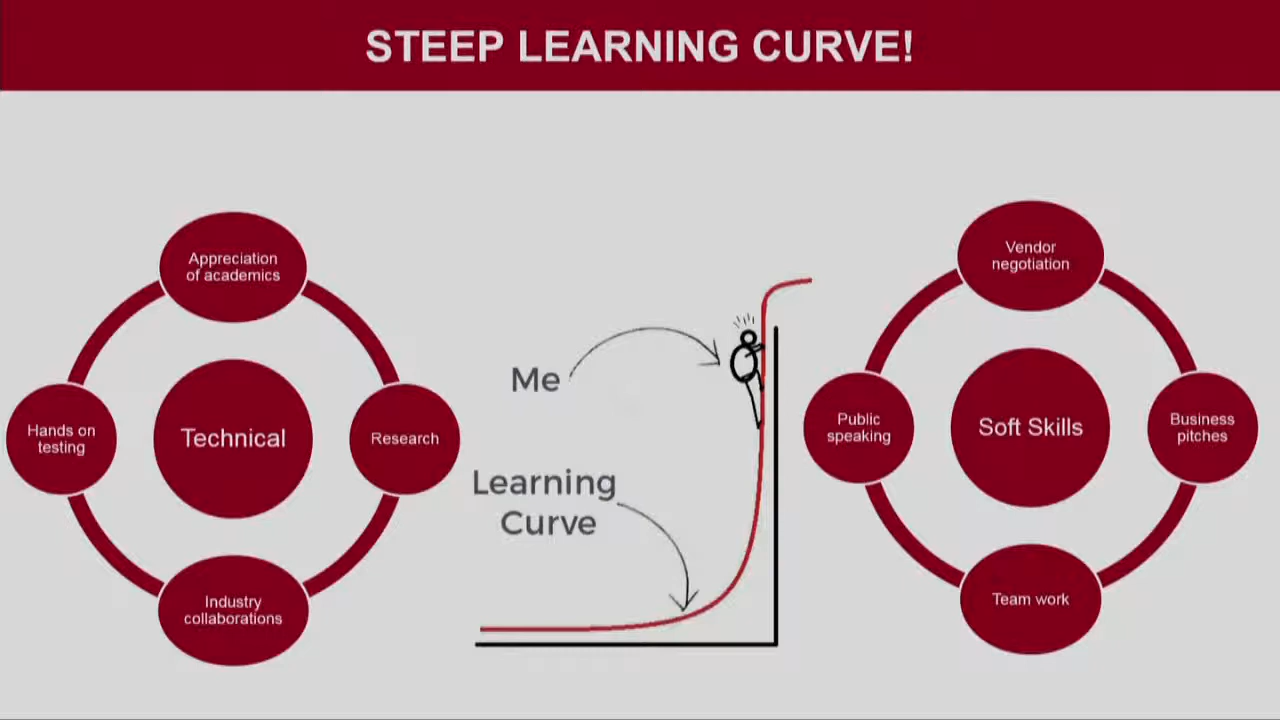 STEEP LEARNING CURVE!
Appreciation
of academics
Hands on
testing
Technical
Research
Industry
collaborations
Me
Learning
Curve
Vendor
negotiation
Public
speaking
Soft Skills
Business
pitches
Team work